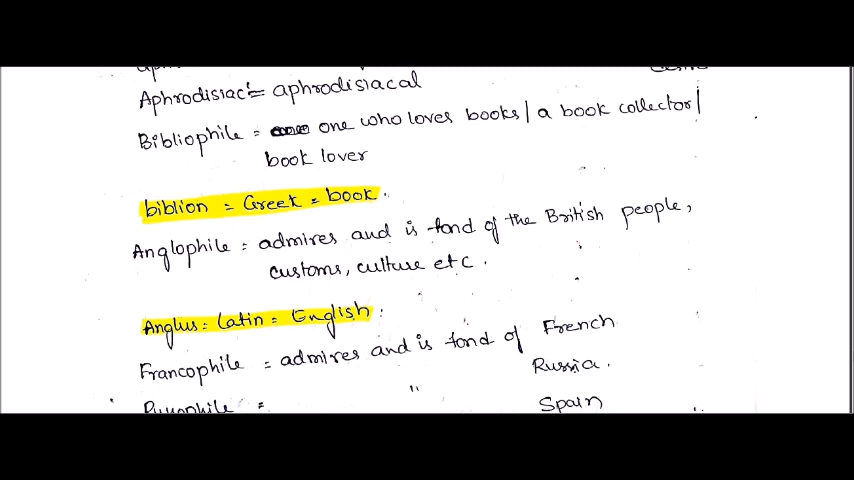 Aphrodisiac = aphrodisiacal
Bibliophile = one who loves books | a book collector |
book lover
biblion = Greek = book.
Anglophile = admires and is fond of the British people,
customs, culture etc.
Anglus = Latin = English.
Francophile = admires and is fond of French
Russia.
" Spain